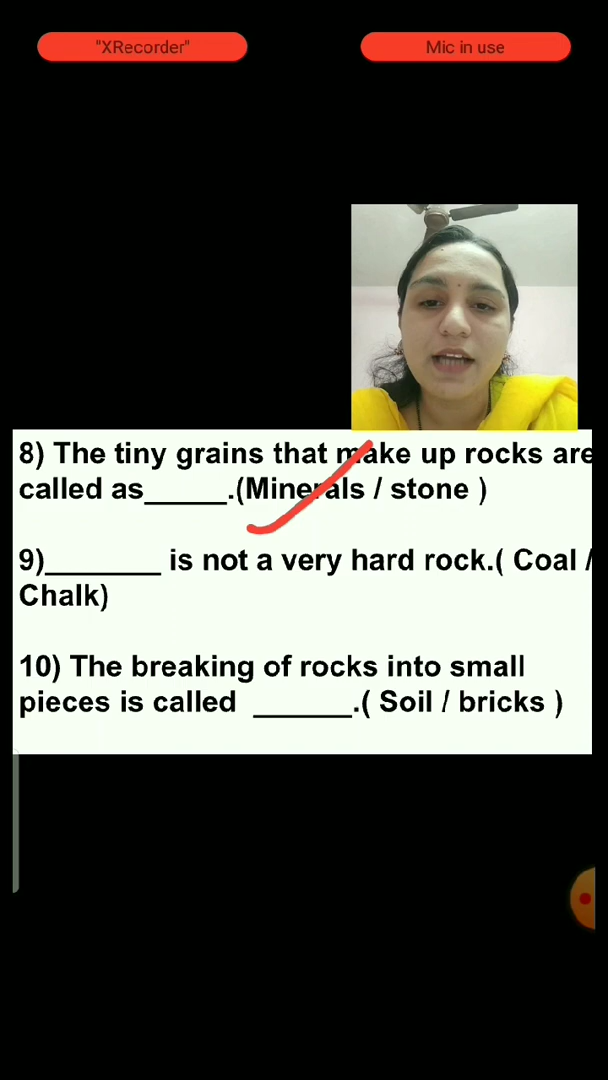 "XRecorder" Mic in use
8) The tiny grains that make up rocks are
called as_____.(Minerals / stone )
9)_______ is not a very hard rock.( Coal /
Chalk)
10) The breaking of rocks into small
pieces is called ______.( Soil / bricks )